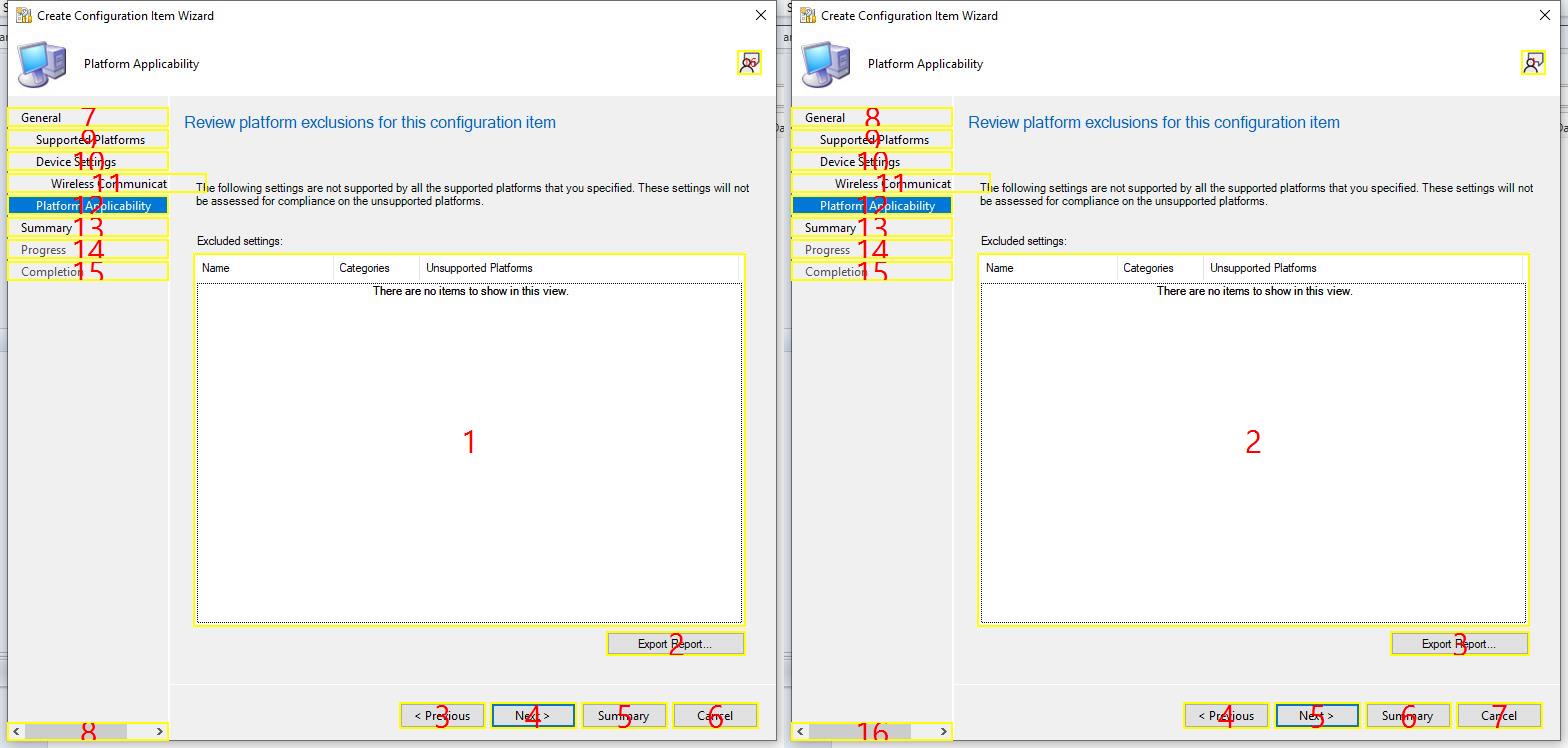 Create Configuration Item Wizard
Platform Applicability
16
General 7
Supported Platforms 9
Device Settings 10
Wireless Communicat 11
Platform Applicability 12
Summary 13
Progress 14
Completion 15
8
Review platform exclusions for this configuration item
The following settings are not supported by all the supported platforms that you specified. These settings will not
be assessed for compliance on the unsupported platforms.
Excluded settings:
Name Categories Unsupported Platforms
There are no items to show in this view.
1
Export Report... 2
< Previous 3 Next > 4 Summary 5 Cancel 6
Create Configuration Item Wizard
Platform Applicability
General 8
Supported Platforms 9
Device Settings 10
Wireless Communicat 11
Platform Applicability 12
Summary 13
Progress 14
Completion 15
16
Review platform exclusions for this configuration item
The following settings are not supported by all the supported platforms that you specified. These settings will not
be assessed for compliance on the unsupported platforms.
Excluded settings:
Name Categories Unsupported Platforms
There are no items to show in this view.
2
Export Report... 3
< Previous 4 Next > 5 Summary 6 Cancel 7